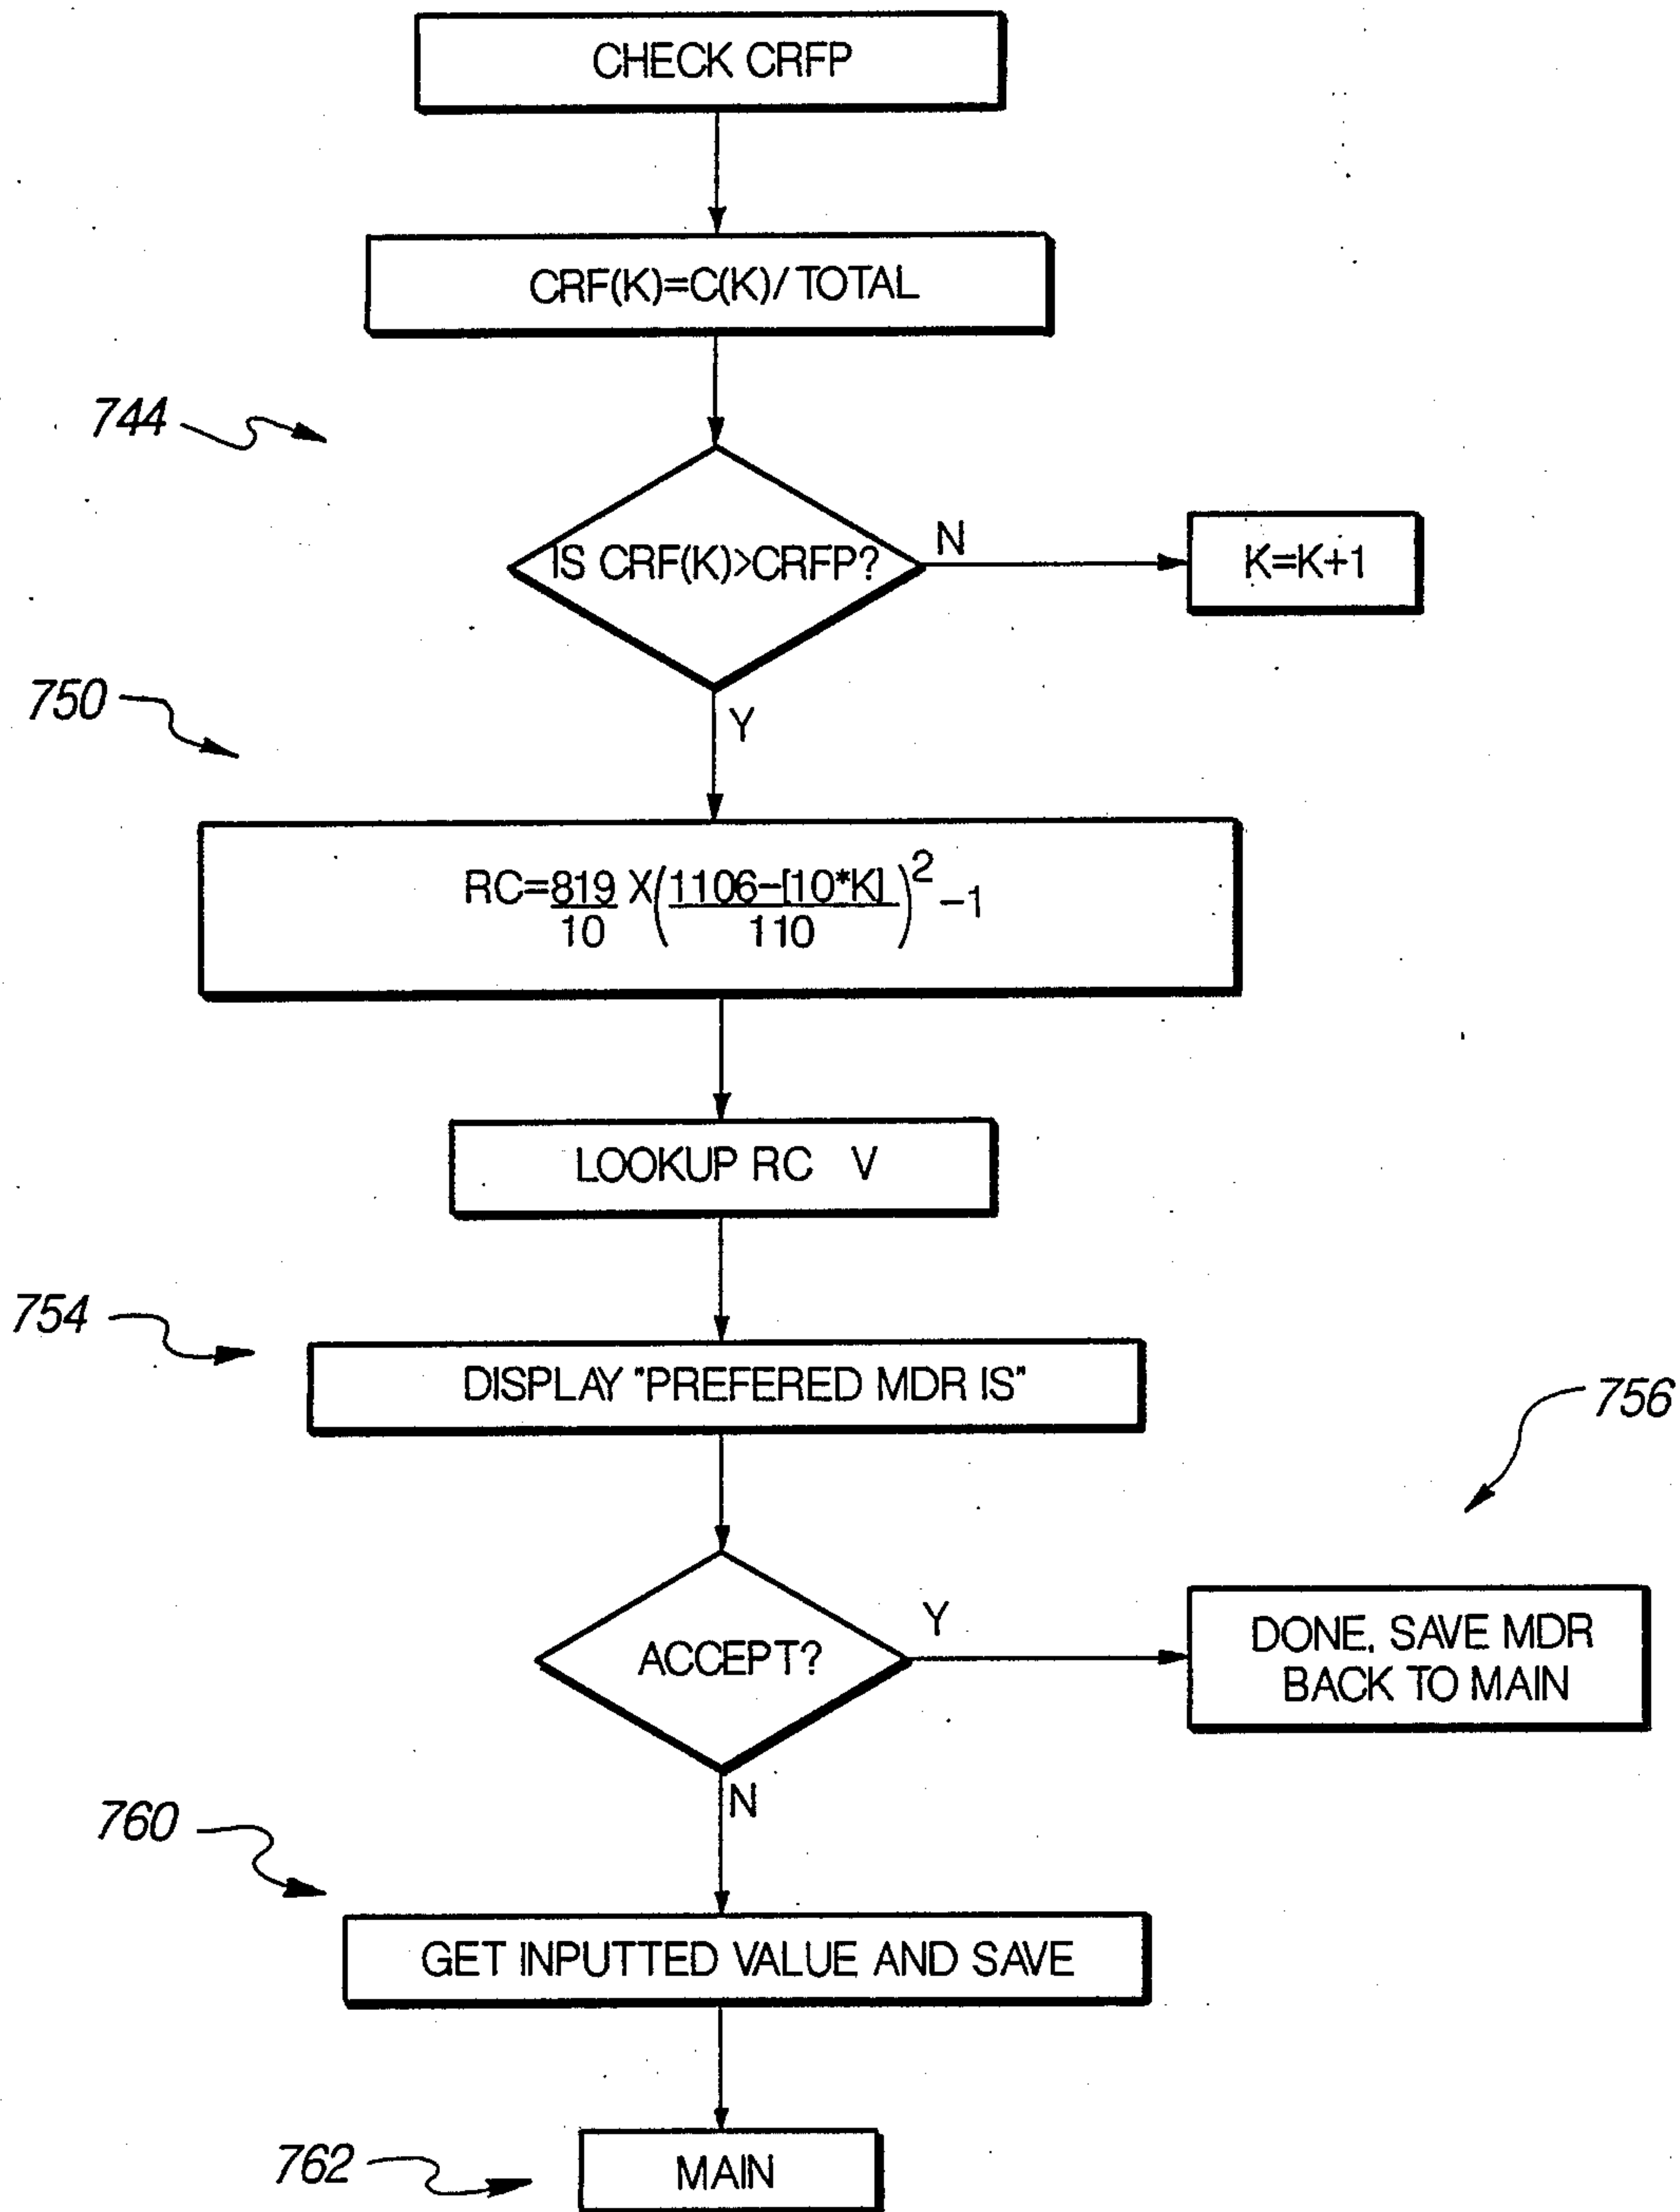 CHECK CRFP
CRF(K)=C(K)/TOTAL
744
IS CRF(K)>CRFP?
N
K=K+1
750
Y
RC=819/10 X(1106-[10*K]/110)² -1
LOOKUP RC V
754
DISPLAY "PREFERED MDR IS"
756
ACCEPT?
Y
DONE, SAVE MDR
BACK TO MAIN
N
760
GET INPUTTED VALUE AND SAVE
762
MAIN